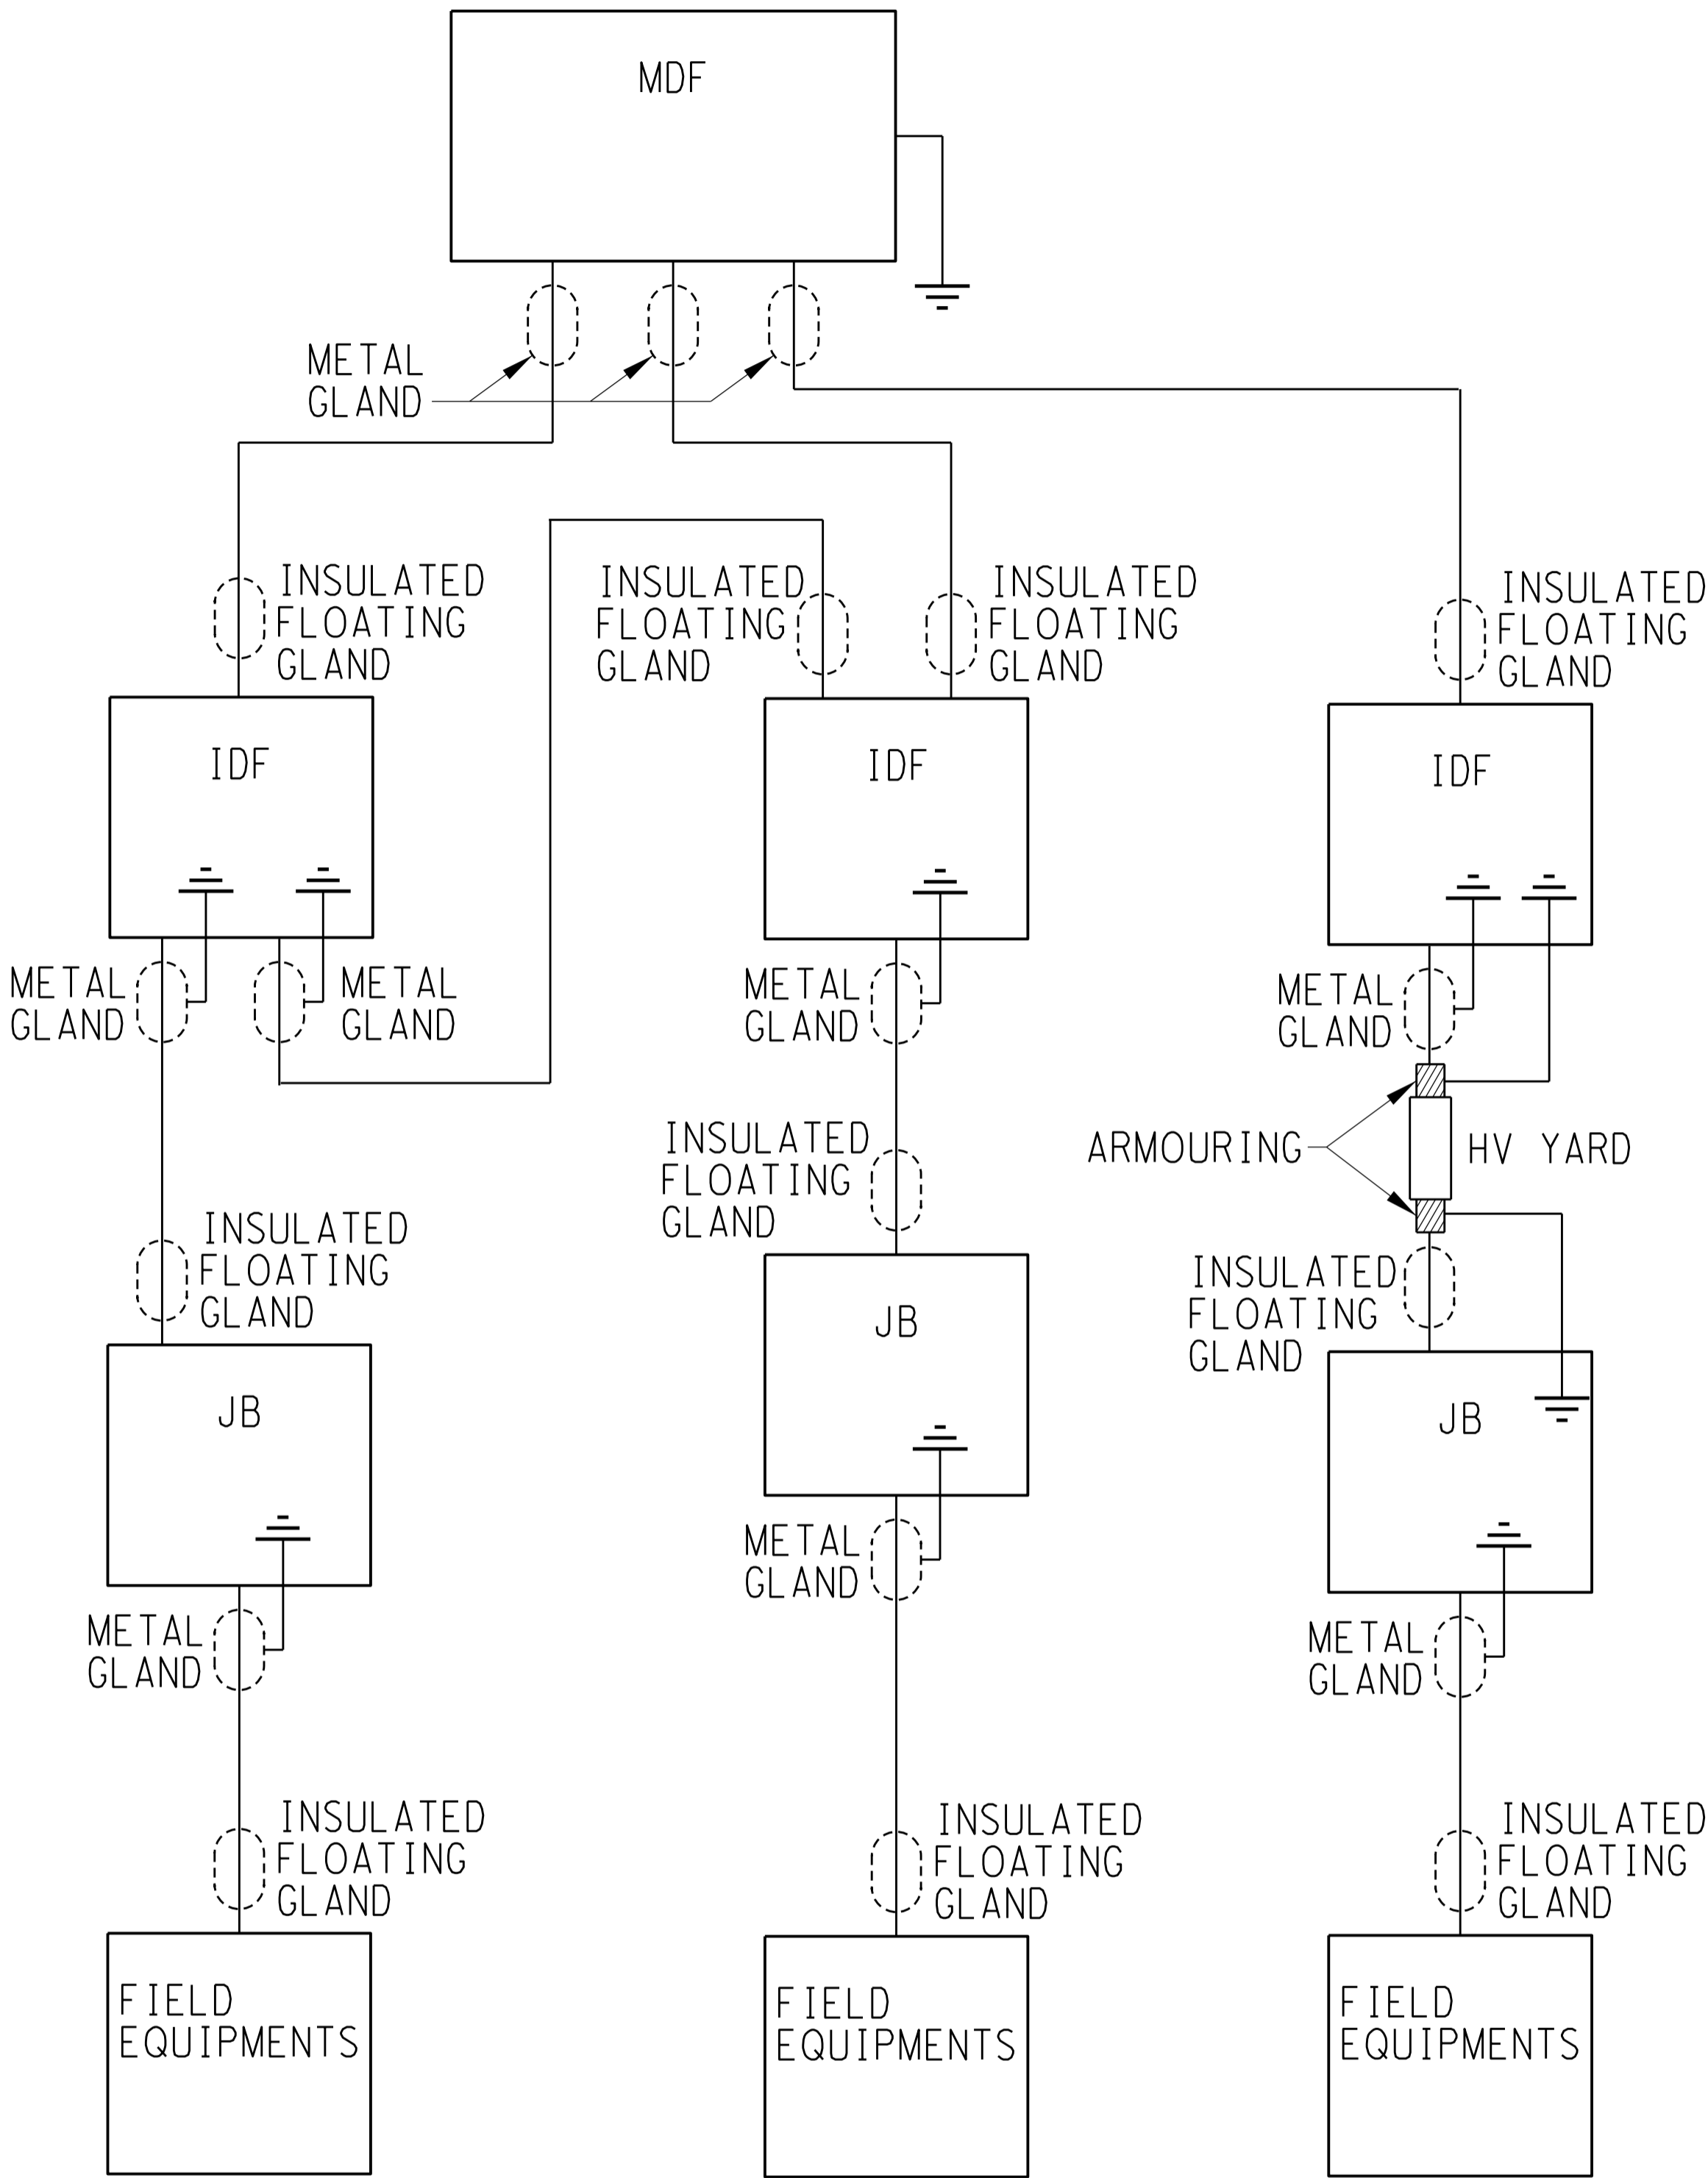 MDF
METAL
GLAND
INSULATED
FLOATING
GLAND
INSULATED
FLOATING
GLAND
INSULATED
FLOATING
GLAND
INSULATED
FLOATING
GLAND
IDF
IDF
IDF
METAL
GLAND
METAL
GLAND
METAL
GLAND
METAL
GLAND
ARMOURING
HV YARD
INSULATED
FLOATING
GLAND
INSULATED
FLOATING
GLAND
INSULATED
FLOATING
GLAND
JB
JB
JB
METAL
GLAND
METAL
GLAND
METAL
GLAND
INSULATED
FLOATING
GLAND
INSULATED
FLOATING
GLAND
INSULATED
FLOATING
GLAND
FIELD
EQUIPMENTS
FIELD
EQUIPMENTS
FIELD
EQUIPMENTS